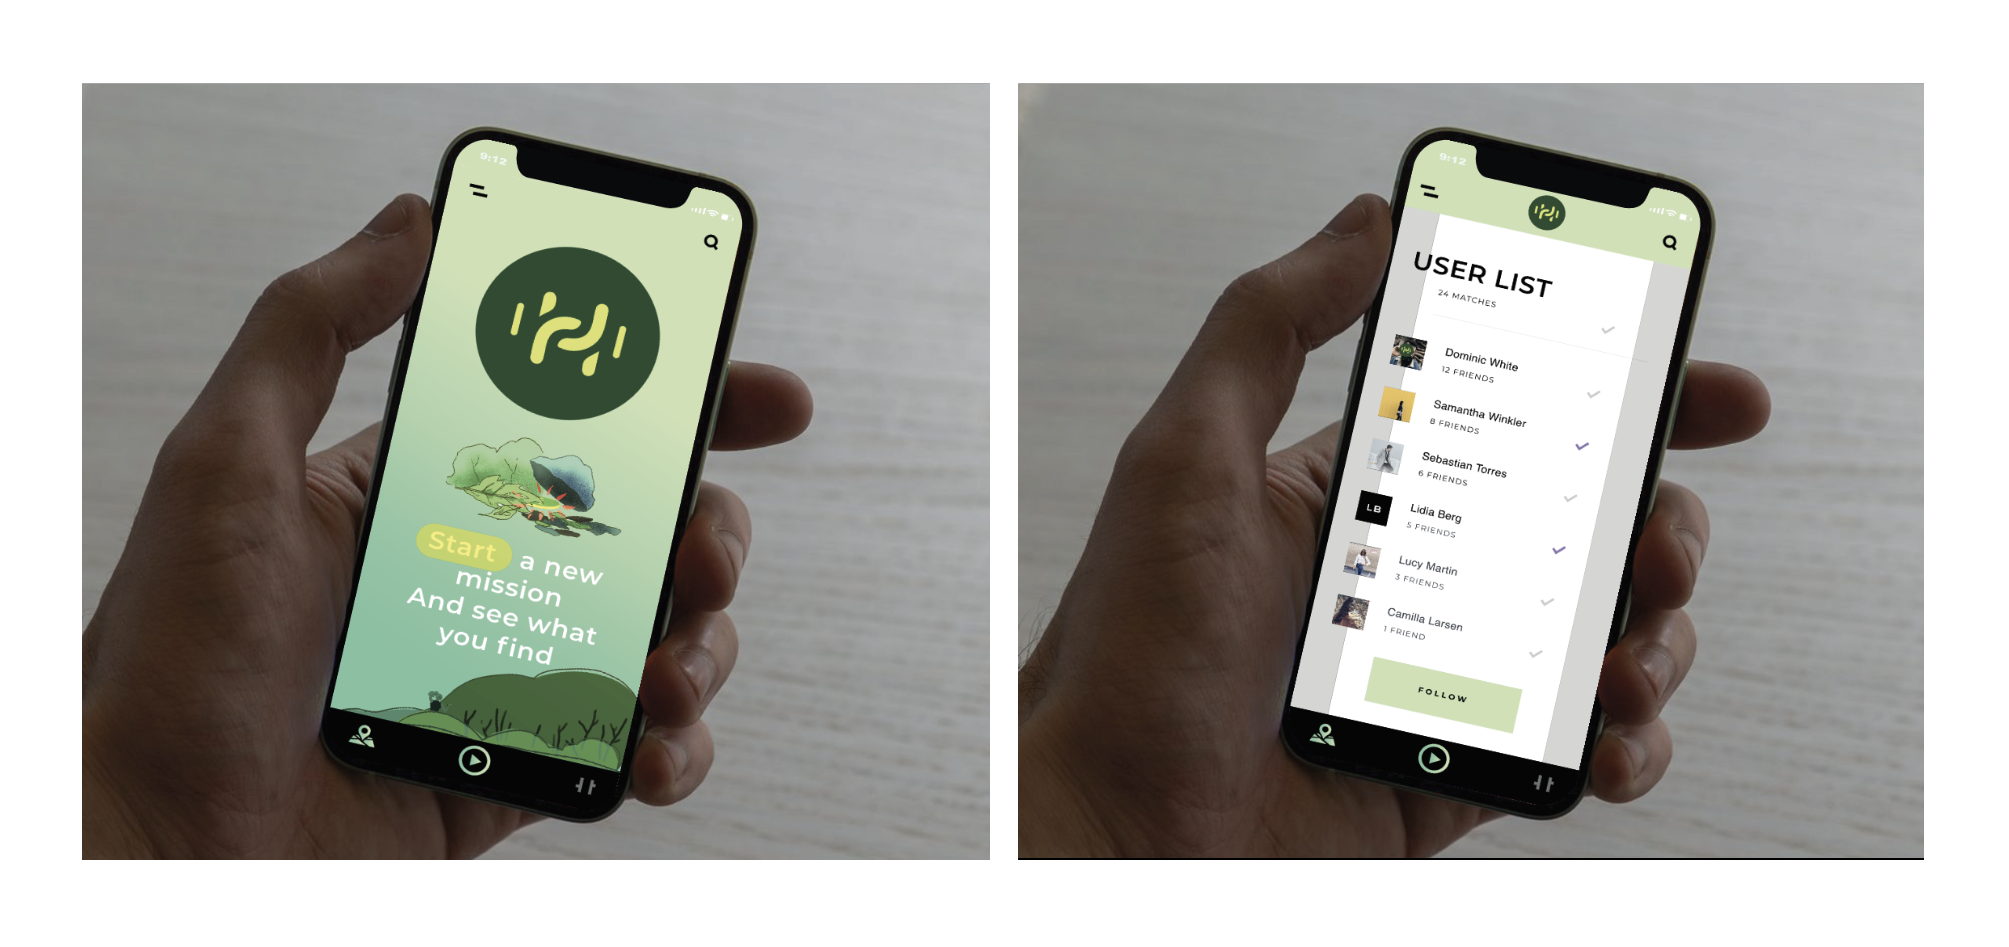 9:12
Start a new
mission
And see what
you find
9:12
USER LIST
24 MATCHES
Dominic White
12 FRIENDS
Samantha Winkler
8 FRIENDS
Sebastian Torres
6 FRIENDS
LB
Lidia Berg
5 FRIENDS
Lucy Martin
3 FRIENDS
Camilla Larsen
1 FRIEND
FOLLOW